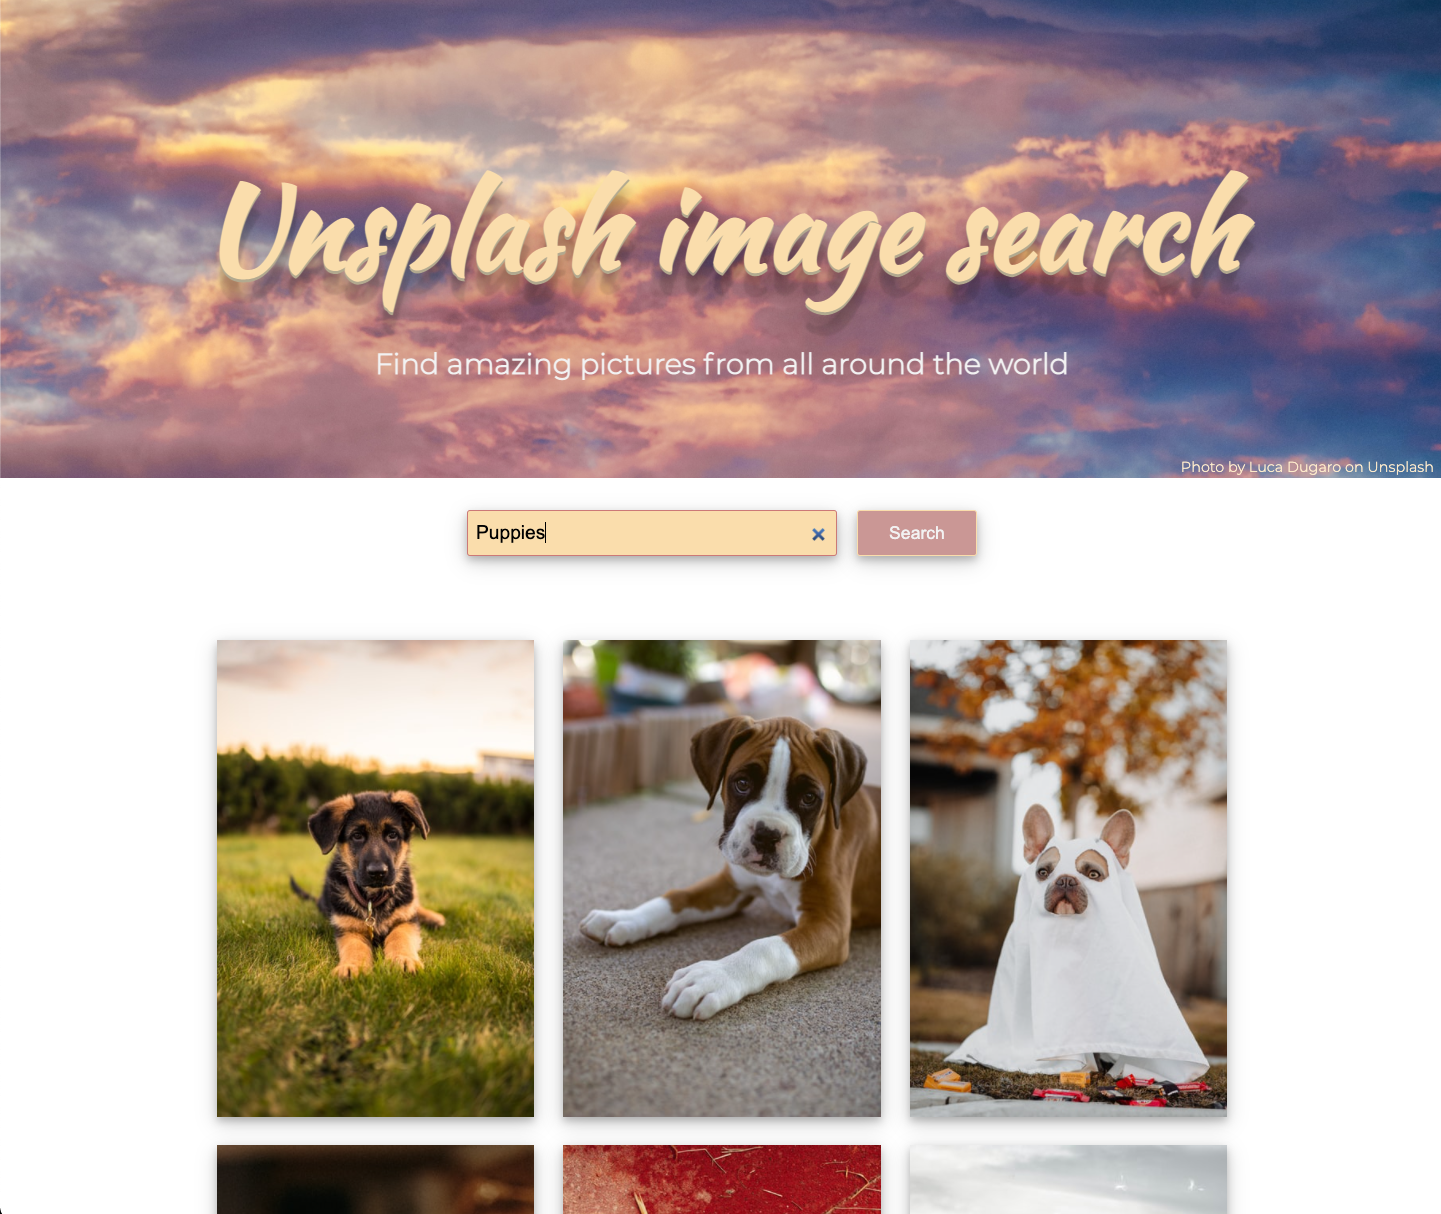 Unsplash image search
Find amazing pictures from all around the world
Photo by Luca Dugaro on Unsplash
Puppies
Search